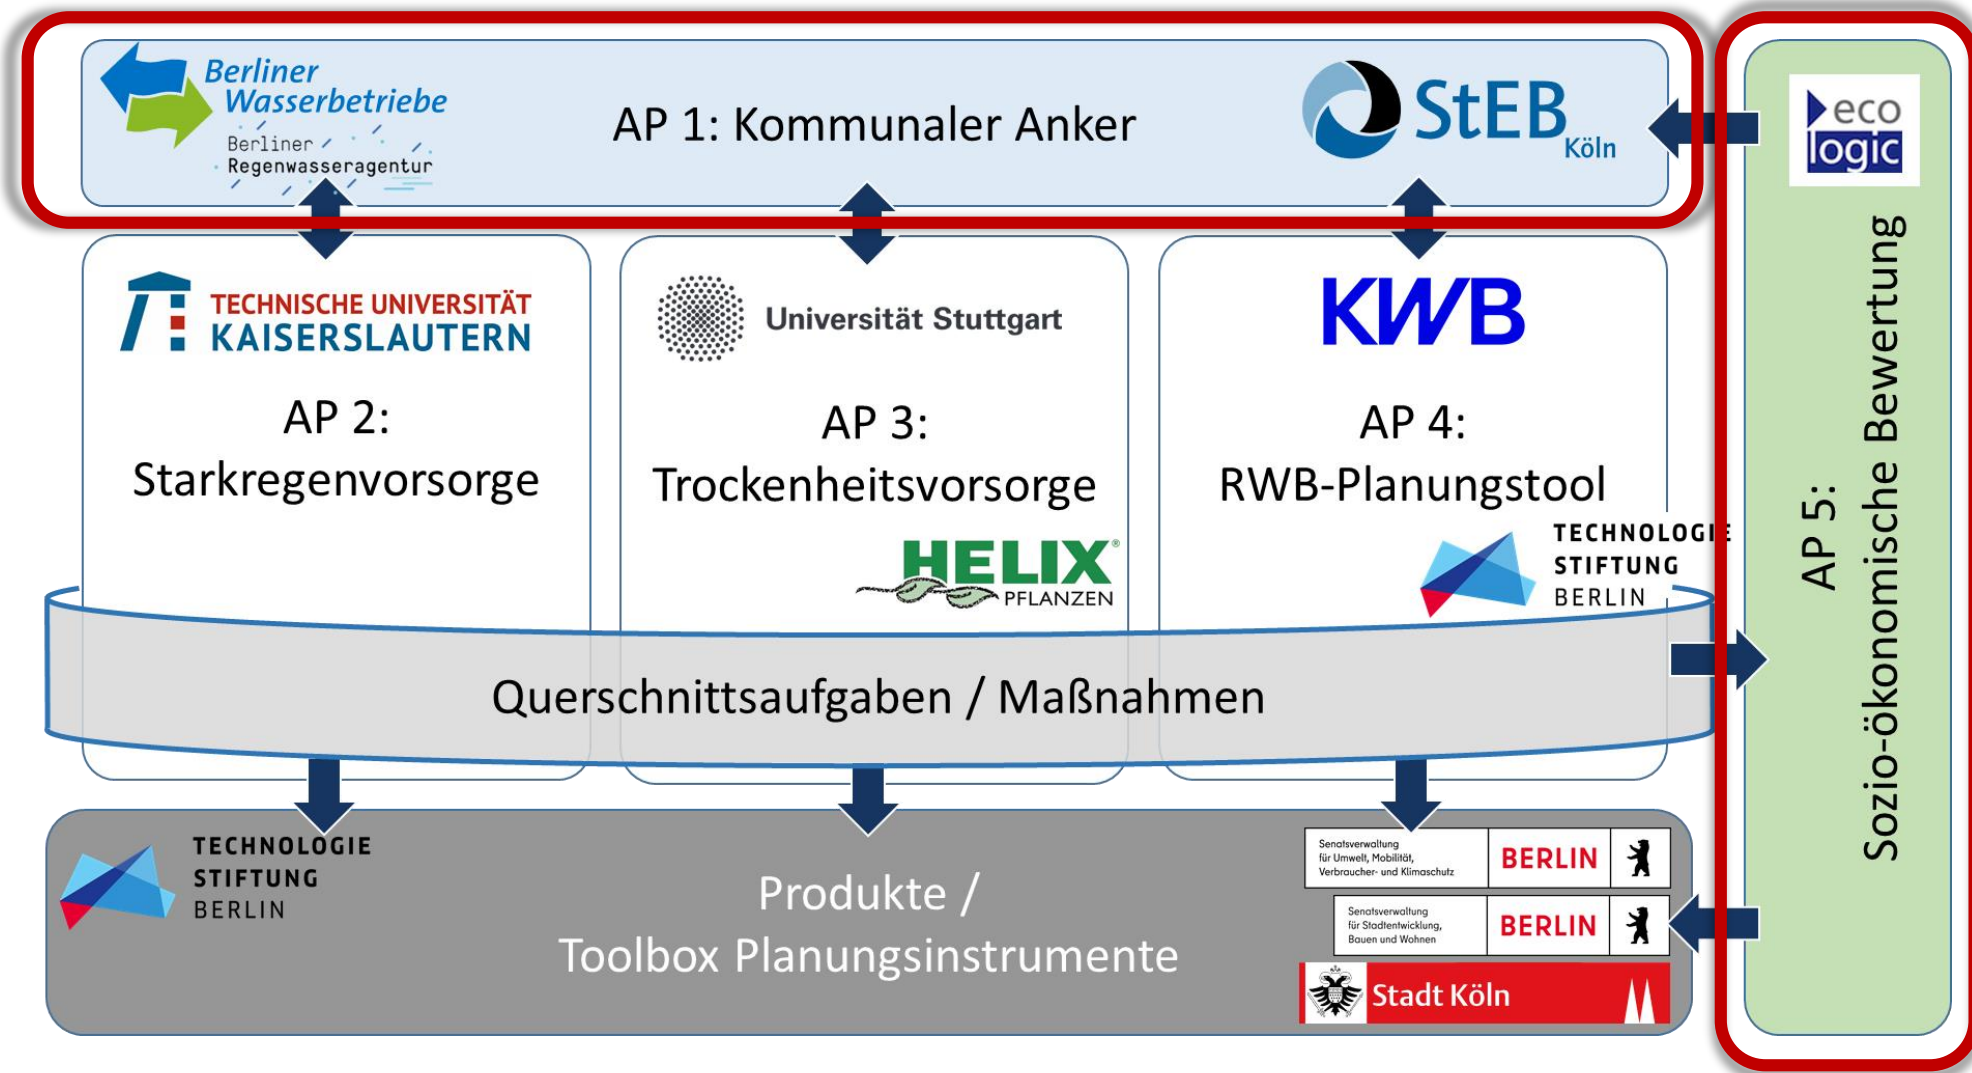 Berliner
Wasserbetriebe
Berliner
Regenwasseragentur
AP 1: Kommunaler Anker
StEB
Köln
eco
logic
TECHNISCHE UNIVERSITÄT
KAISERSLAUTERN
AP 2:
Starkregenvorsorge
Universität Stuttgart
AP 3:
Trockenheitsvorsorge
HELIX®
PFLANZEN
KWB
AP 4:
RWB-Planungstool
TECHNOLOGIE
STIFTUNG
BERLIN
AP 5:
Sozio-ökonomische Bewertung
Querschnittsaufgaben / Maßnahmen
TECHNOLOGIE
STIFTUNG
BERLIN
Produkte /
Toolbox Planungsinstrumente
Senatsverwaltung
für Umwelt, Mobilität,
Verbraucher- und Klimaschutz
BERLIN
Senatsverwaltung
für Stadtentwicklung,
Bauen und Wohnen
BERLIN
Stadt Köln